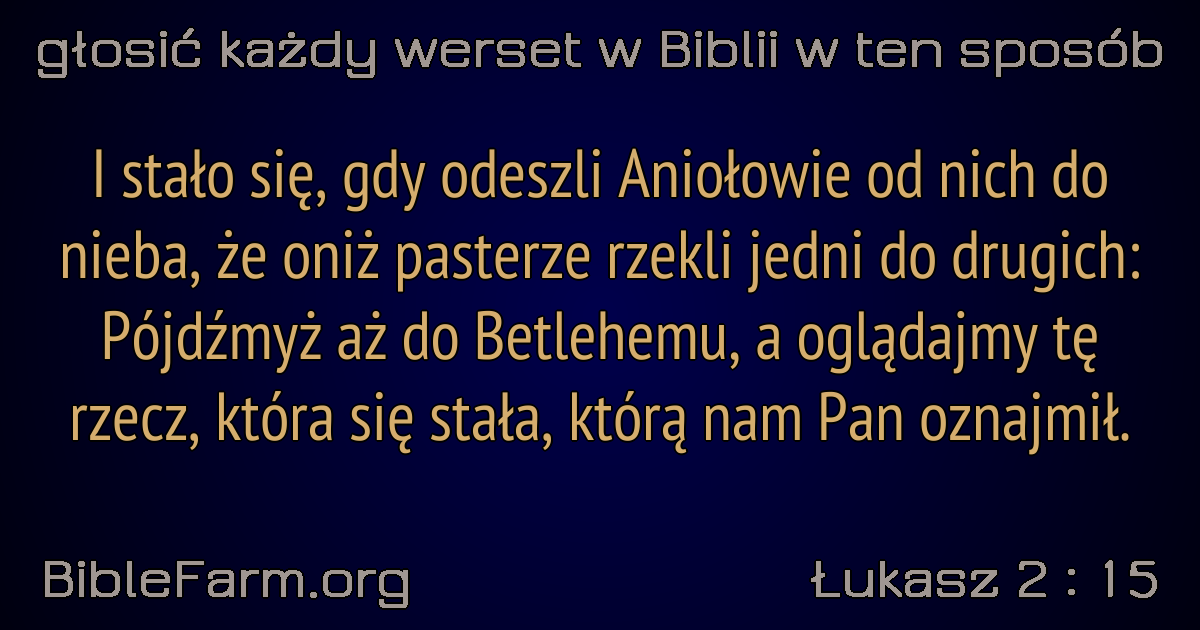 głosić każdy werset w Biblii w ten sposób
I stało się, gdy odeszli Aniołowie od nich do
nieba, że oniż pasterze rzekli jedni do drugich:
Pójdźmyż aż do Betlehemu, a oglądajmy tę
rzecz, która się stała, którą nam Pan oznajmił.
BibleFarm.org
Łukasz 2 : 15